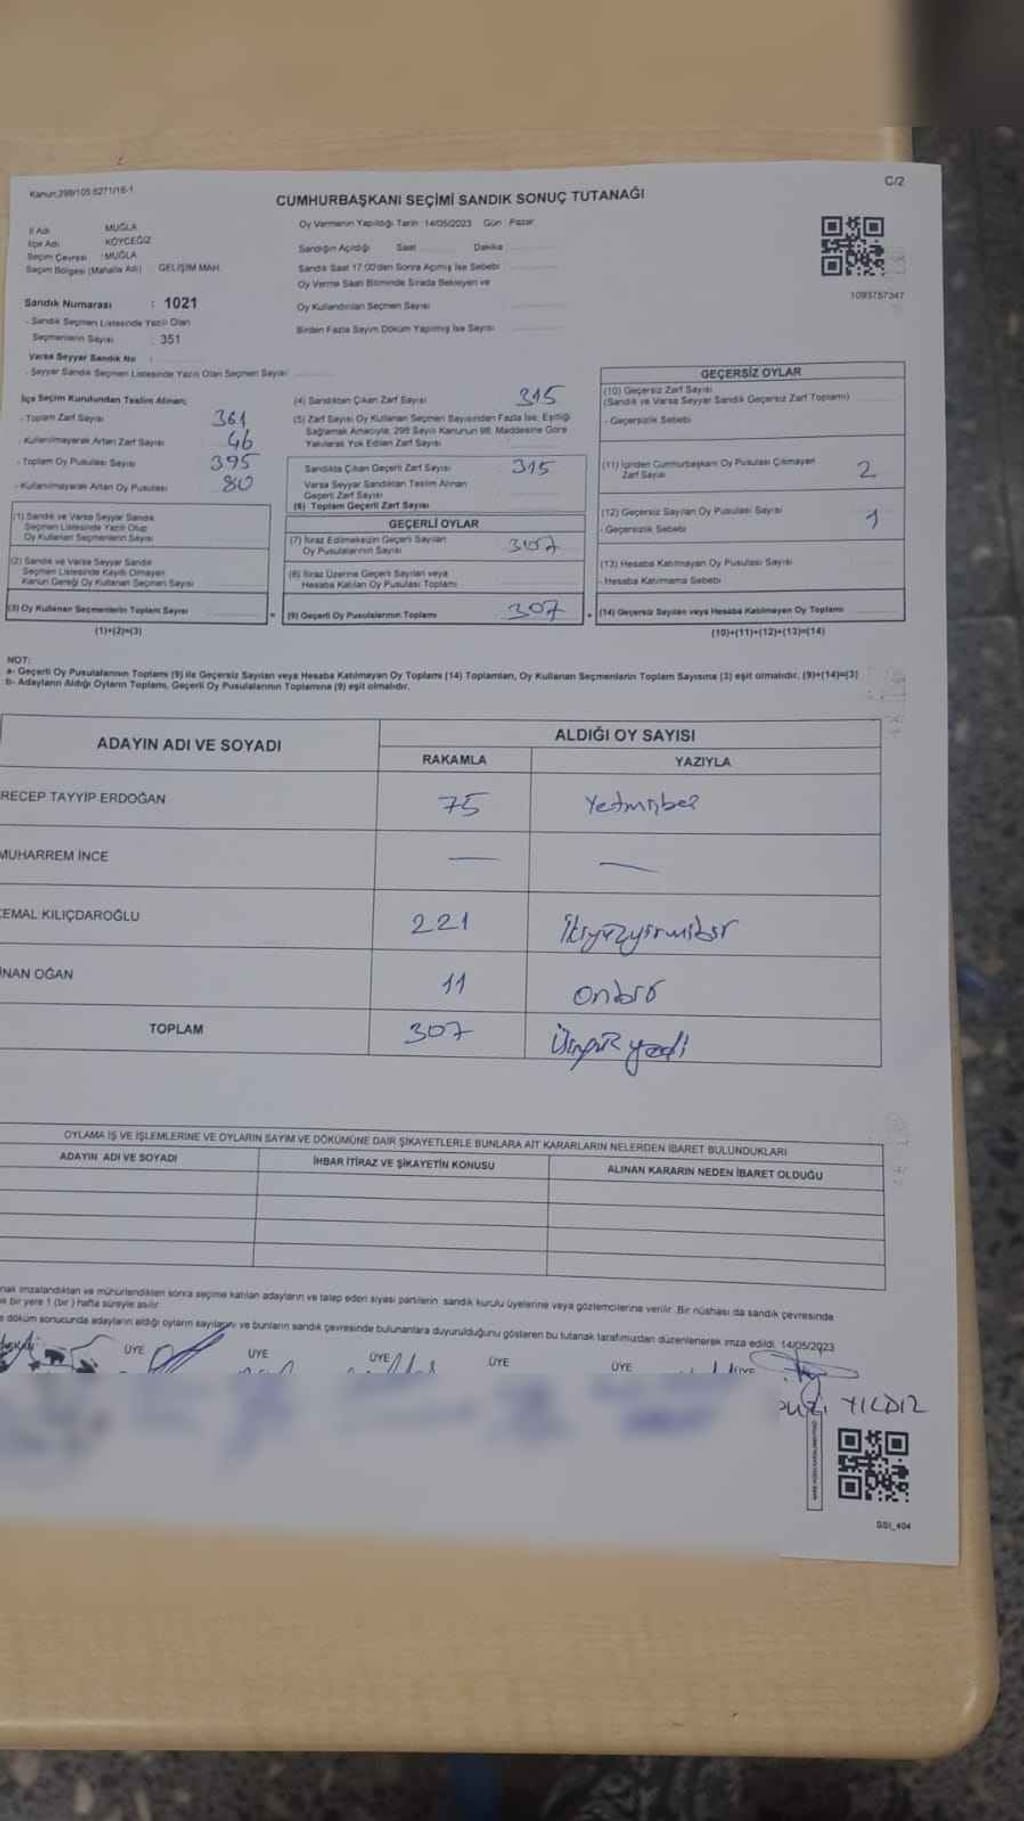 Kanun:298/105 6271/16-1
C/2
CUMHURBAŞKANI SEÇİMİ SANDIK SONUÇ TUTANAĞI
İl Adı MUĞLA
İlçe Adı KÖYCEĞİZ
Seçim Çevresi : MUĞLA
Seçim Bölgesi (Mahalle Adı) GELİŞİM MAH.
Sandık Numarası : 1021
- Sandık Seçmen Listesinde Yazılı Olan
Seçmenlerin Sayısı 351
Varsa Seyyar Sandık No :
- Seyyar Sandık Seçmen Listesinde Yazılı Olan Seçmen Sayısı
Oy Vermenin Yapıldığı Tarih : 14/05/2023 Gün : Pazar
Sandığın Açıldığı Saat Dakika
Sandık Saat 17.00'den Sonra Açılmış İse Sebebi
Oy Verme Saati Bitiminde Sırada Bekleyen ve
Oy Kullandırılan Seçmen Sayısı
Birden Fazla Sayım Döküm Yapılmış İse Sayısı
1093757347
İlçe Seçim Kurulundan Teslim Alınan;
- Toplam Zarf Sayısı 361
- Kullanılmayarak Artan Zarf Sayısı 46
- Toplam Oy Pusulası Sayısı 395
- Kullanılmayarak Artan Oy Pusulası 80
(1) Sandık ve Varsa Seyyar Sandık
Seçmen Listesinde Yazılı Olup
Oy Kullanan Seçmenlerin Sayısı
(2) Sandık ve Varsa Seyyar Sandık
Seçmen Listesinde Kayıtlı Olmayan
Kanun Gereği Oy Kullanan Seçmen Sayısı
(3) Oy Kullanan Seçmenlerin Toplam Sayısı
(1)+(2)=(3)
(4) Sandıktan Çıkan Zarf Sayısı 315
(5) Zarf Sayısı Oy Kullanan Seçmen Sayısından Fazla İse, Eşitliği
Sağlamak Amacıyla, 298 Sayılı Kanunun 98. Maddesine Göre
Yakılarak Yok Edilen Zarf Sayısı
Sandıkta Çıkan Geçerli Zarf Sayısı 315
Varsa Seyyar Sandıktan Teslim Alınan
Geçerli Zarf Sayısı
(6) Toplam Geçerli Zarf Sayısı
GEÇERLİ OYLAR
(7) İtiraz Edilmeksizin Geçerli Sayılan
Oy Pusulalarının Sayısı 307
(8) İtiraz Üzerine Geçerli Sayılan veya
Hesaba Katılan Oy Pusulası Toplamı
= (9) Geçerli Oy Pusulalarının Toplamı 307
GEÇERSİZ OYLAR
(10) Geçersiz Zarf Sayısı
(Sandık ve Varsa Seyyar Sandık Geçersiz Zarf Toplamı)
- Geçersizlik Sebebi
(11) İçinden Cumhurbaşkanı Oy Pusulası Çıkmayan
Zarf Sayısı 2
(12) Geçersiz Sayılan Oy Pusulası Sayısı 1
- Geçersizlik Sebebi
(13) Hesaba Katılmayan Oy Pusulası Sayısı
- Hesaba Katılmama Sebebi
+ (14) Geçersiz Sayılan veya Hesaba Katılmayan Oy Toplamı
(10)+(11)+(12)+(13)=(14)
NOT:
a- Geçerli Oy Pusulalarının Toplamı (9) ile Geçersiz Sayılan veya Hesaba Katılmayan Oy Toplamı (14) Toplamları, Oy Kullanan Seçmenlerin Toplam Sayısına (3) eşit olmalıdır. (9)+(14)=(3)
b- Adayların Aldığı Oyların Toplamı, Geçerli Oy Pusulalarının Toplamına (9) eşit olmalıdır.
ADAYIN ADI VE SOYADI
ALDIĞI OY SAYISI
RAKAMLA YAZIYLA
RECEP TAYYİP ERDOĞAN 75 Yetmişbeş
MUHARREM İNCE — —
KEMAL KILIÇDAROĞLU 221 İkiyüzyirmibir
İNAN OĞAN 11 Onbir
TOPLAM 307 Üçyüz yedi
OYLAMA İŞ VE İŞLEMLERİNE VE OYLARIN SAYIM VE DÖKÜMÜNE DAİR ŞİKAYETLERLE BUNLARA AİT KARARLARIN NELERDEN İBARET BULUNDUKLARI
ADAYIN ADI VE SOYADI İHBAR İTİRAZ VE ŞİKAYETİN KONUSU ALINAN KARARIN NEDEN İBARET OLDUĞU
imzalandıktan ve mühürlendikten sonra seçime katılan adayların ve talep eden siyasi partilerin sandık kurulu üyelerine veya gözlemcilerine verilir. Bir nüshası da sandık çevresinde
bir yere 1 (bir) hafta süreyle asılır.
döküm sonucunda adayların aldığı oyların sayılarını ve bunların sandık çevresinde bulunanlara duyurulduğunu gösteren bu tutanak tarafımızdan düzenlenerek imza edildi. 14/05/2023
ÜYE ÜYE ÜYE ÜYE ÜYE ÜYE
YILDIZ
GSI_404